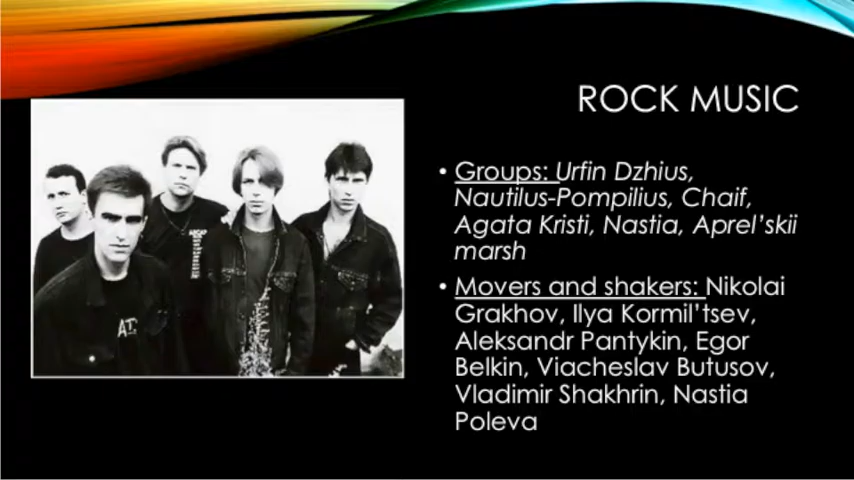 ROCK MUSIC
• Groups: Urfin Dzhius,
Nautilus-Pompilius, Chaif,
Agata Kristi, Nastia, Aprel’skii
marsh
• Movers and shakers: Nikolai
Grakhov, Ilya Kormil’tsev,
Aleksandr Pantykin, Egor
Belkin, Viacheslav Butusov,
Vladimir Shakhrin, Nastia
Poleva